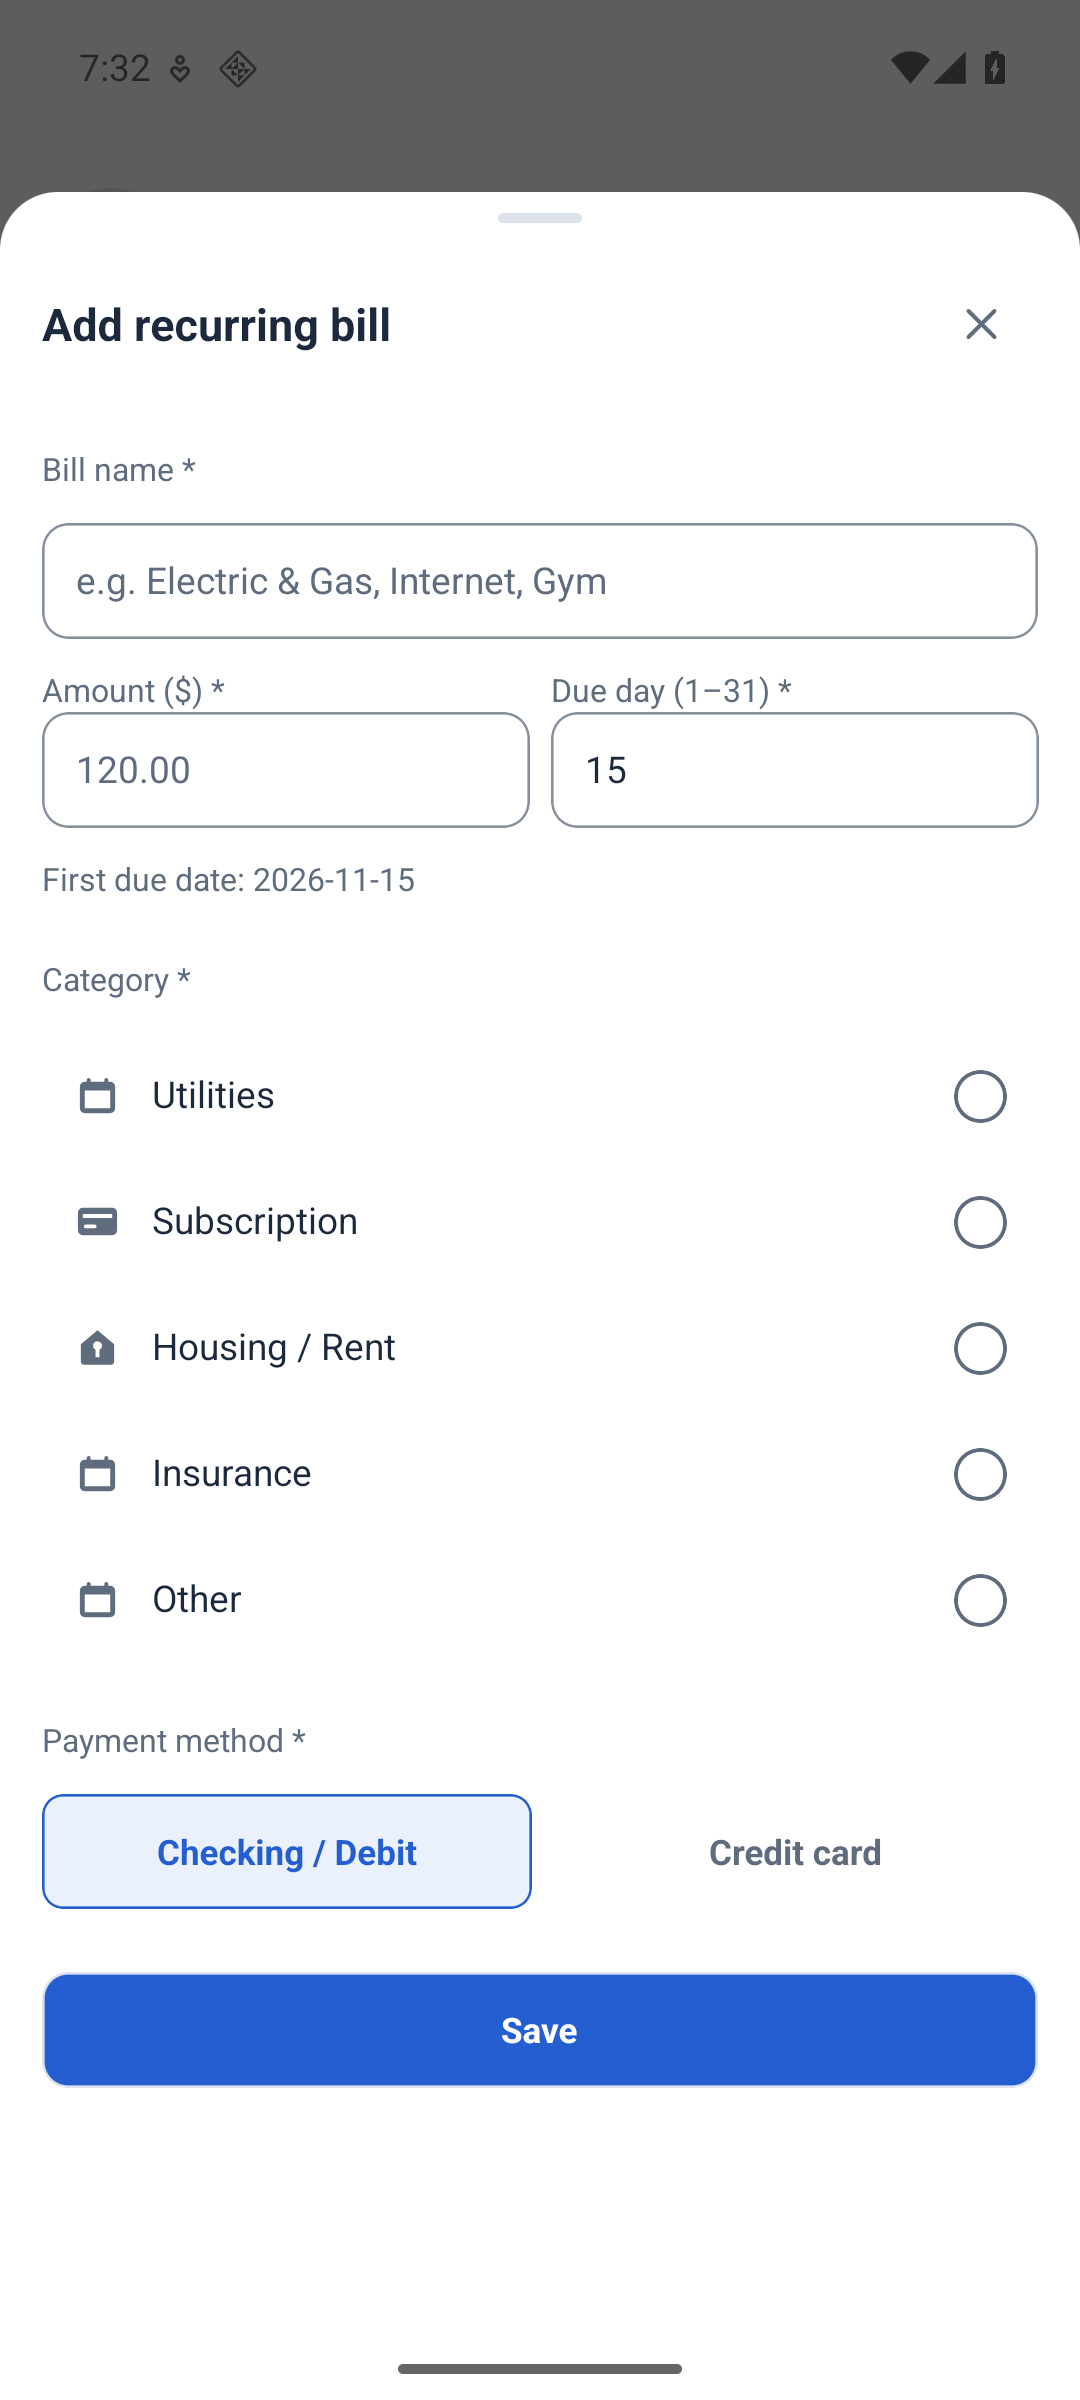 7:32
Add recurring bill
Bill name *
e.g. Electric & Gas, Internet, Gym
Amount ($) * Due day (1–31) *
120.00 15
First due date: 2026-11-15
Category *
Utilities
Subscription
Housing / Rent
Insurance
Other
Payment method *
Checking / Debit Credit card
Save